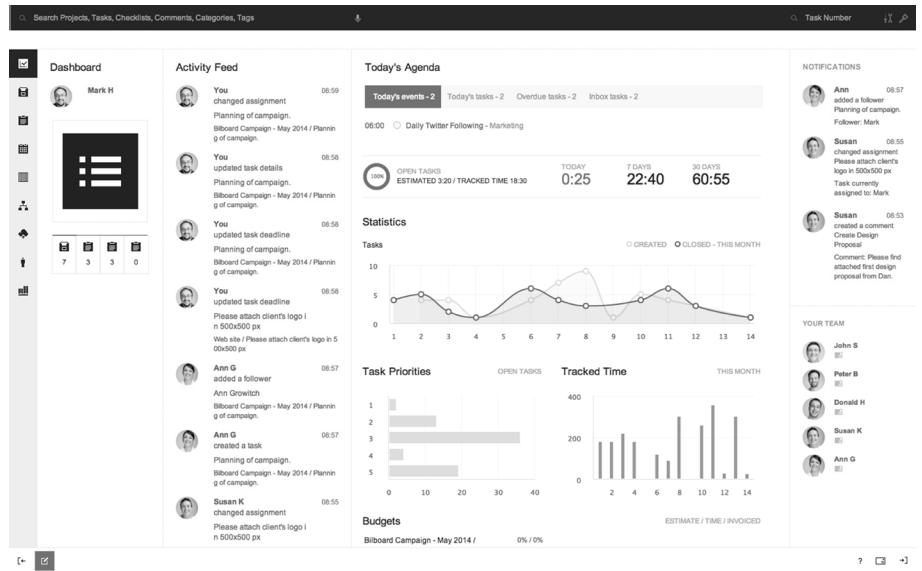 Search Projects, Tasks, Checklists, Comments, Categories, Tags
Task Number
Dashboard
Mark H
7 3 3 0
Activity Feed
You 08:59
changed assignment
Planning of campaign.
Bilboard Campaign - May 2014 / Plannin
g of campaign.
You 08:58
updated task details
Planning of campaign.
Bilboard Campaign - May 2014 / Plannin
g of campaign.
You 08:58
updated task deadline
Planning of campaign.
Bilboard Campaign - May 2014 / Plannin
g of campaign.
You 08:58
updated task deadline
Please attach client's logo i
n 500x500 px
Web site / Please attach client's logo in 5
00x500 px
Ann G 08:57
added a follower
Ann Growitch
Bilboard Campaign - May 2014 / Plannin
g of campaign.
Ann G 08:57
created a task
Planning of campaign.
Bilboard Campaign - May 2014 / Plannin
g of campaign.
Susan K 08:55
changed assignment
Please attach client's logo i
n 500x500 px
Today's Agenda
Today's events - 2 Today's tasks - 2 Overdue tasks - 2 Inbox tasks - 2
06:00 Daily Twitter Following - Marketing
100%
OPEN TASKS
ESTIMATED 3:20 / TRACKED TIME 18:30
TODAY
0:25
7 DAYS
22:40
30 DAYS
60:55
Statistics
Tasks
CREATED CLOSED - THIS MONTH
10
5
0
1 2 3 4 5 6 7 8 9 10 11 12 13 14
Task Priorities OPEN TASKS
1
2
3
4
5
0 10 20 30 40
Tracked Time THIS MONTH
400
200
0
2 4 6 8 10 12 14
Budgets ESTIMATE / TIME / INVOICED
Bilboard Campaign - May 2014 / 0% / 0%
NOTIFICATIONS
Ann 08:57
added a follower
Planning of campaign.
Follower: Mark
Susan 08:55
changed assignment
Please attach client's
logo in 500x500 px
Task currently
assigned to: Mark
Susan 08:53
created a comment
Create Design
Proposal
Comment: Please find
attached first design
proposal from Dan.
YOUR TEAM
John S
Peter B
Donald H
Susan K
Ann G
?